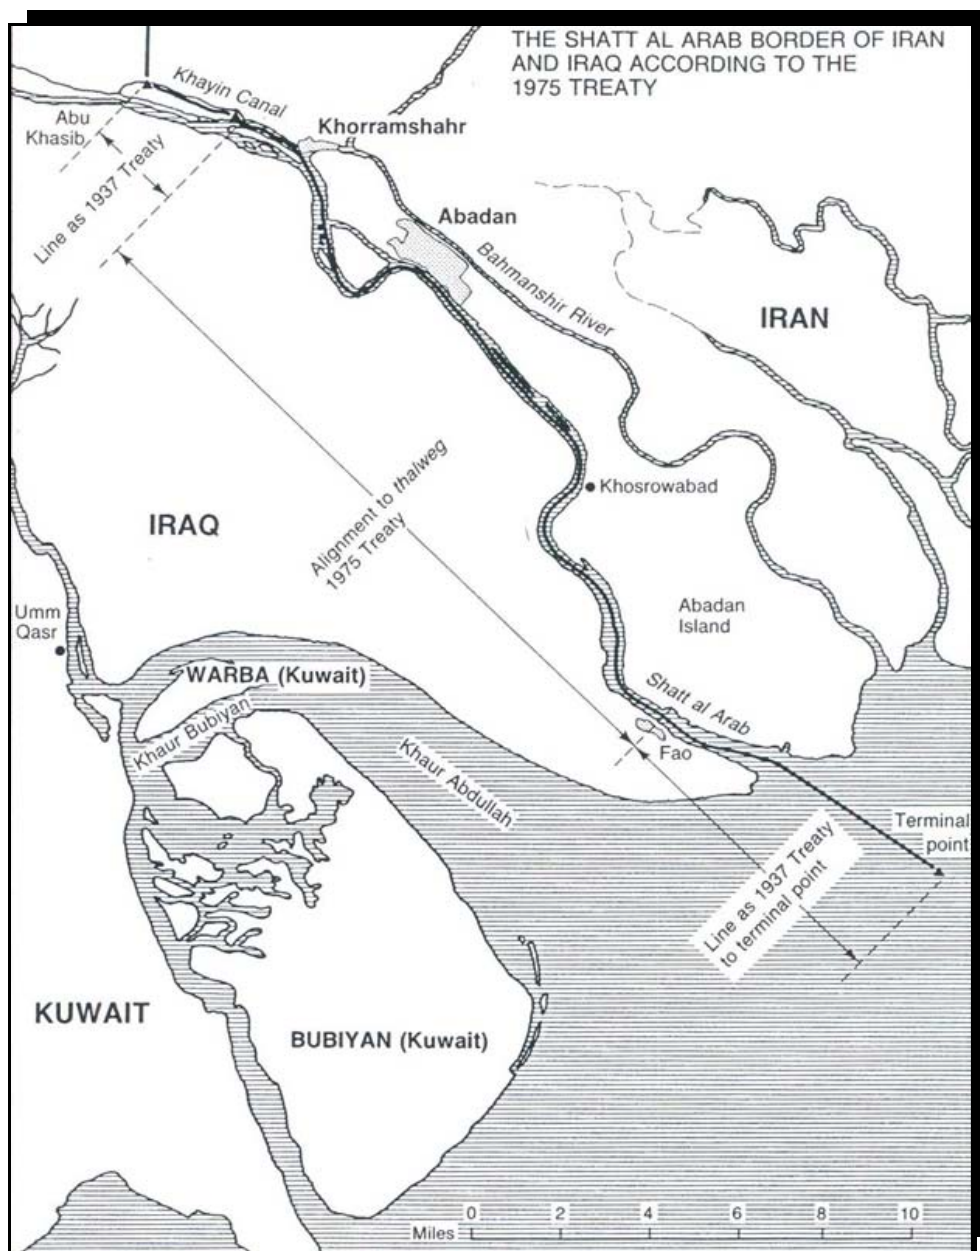 THE SHATT AL ARAB BORDER OF IRAN
AND IRAQ ACCORDING TO THE
1975 TREATY
Khayin Canal
Abu
Khasib
Khorramshahr
Line as 1937 Treaty
Abadan
Bahmanshir River
IRAN
Alignment to thalweg
1975 Treaty
Khosrowabad
IRAQ
Umm
Qasr
Abadan
Island
WARBA (Kuwait)
Shatt al Arab
Khaur Bubiyan
Khaur Abdullah
Fao
Terminal
point
Line as 1937 Treaty
to terminal point
KUWAIT
BUBIYAN (Kuwait)
0 2 4 6 8 10
Miles